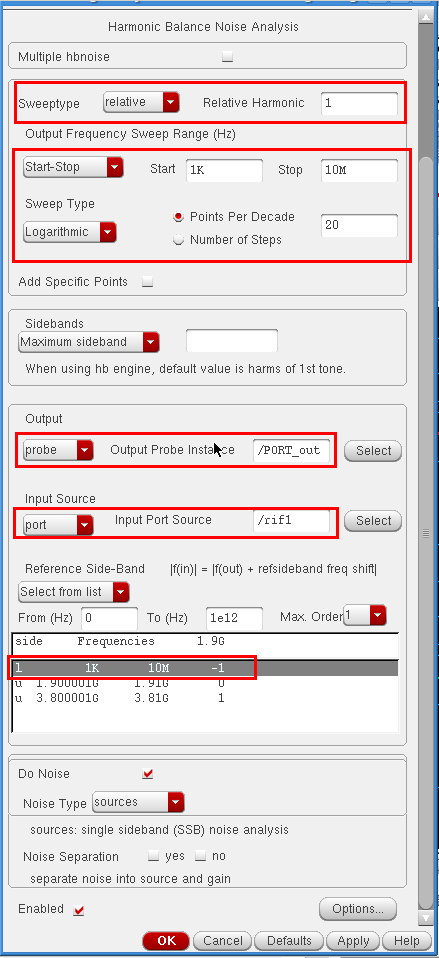 Harmonic Balance Noise Analysis
Multiple hbnoise
Sweeptype relative Relative Harmonic 1
Output Frequency Sweep Range (Hz)
Start-Stop Start 1K Stop 10M
Sweep Type
Logarithmic Points Per Decade 20
Number of Steps
Add Specific Points
Sidebands
Maximum sideband
When using hb engine, default value is harms of 1st tone.
Output
probe Output Probe Instance /PORT_out Select
Input Source
port Input Port Source /rif1 Select
Reference Side-Band |f(in)| = |f(out) + refsideband freq shift|
Select from list
From (Hz) 0 To (Hz) 1e12 Max. Order 1
side Frequencies 1.9G
l 1K 10M -1
u 1.900001G 1.91G 0
u 3.800001G 3.81G 1
Do Noise
Noise Type sources
sources: single sideband (SSB) noise analysis
Noise Separation yes no
separate noise into source and gain
Enabled Options...
OK Cancel Defaults Apply Help